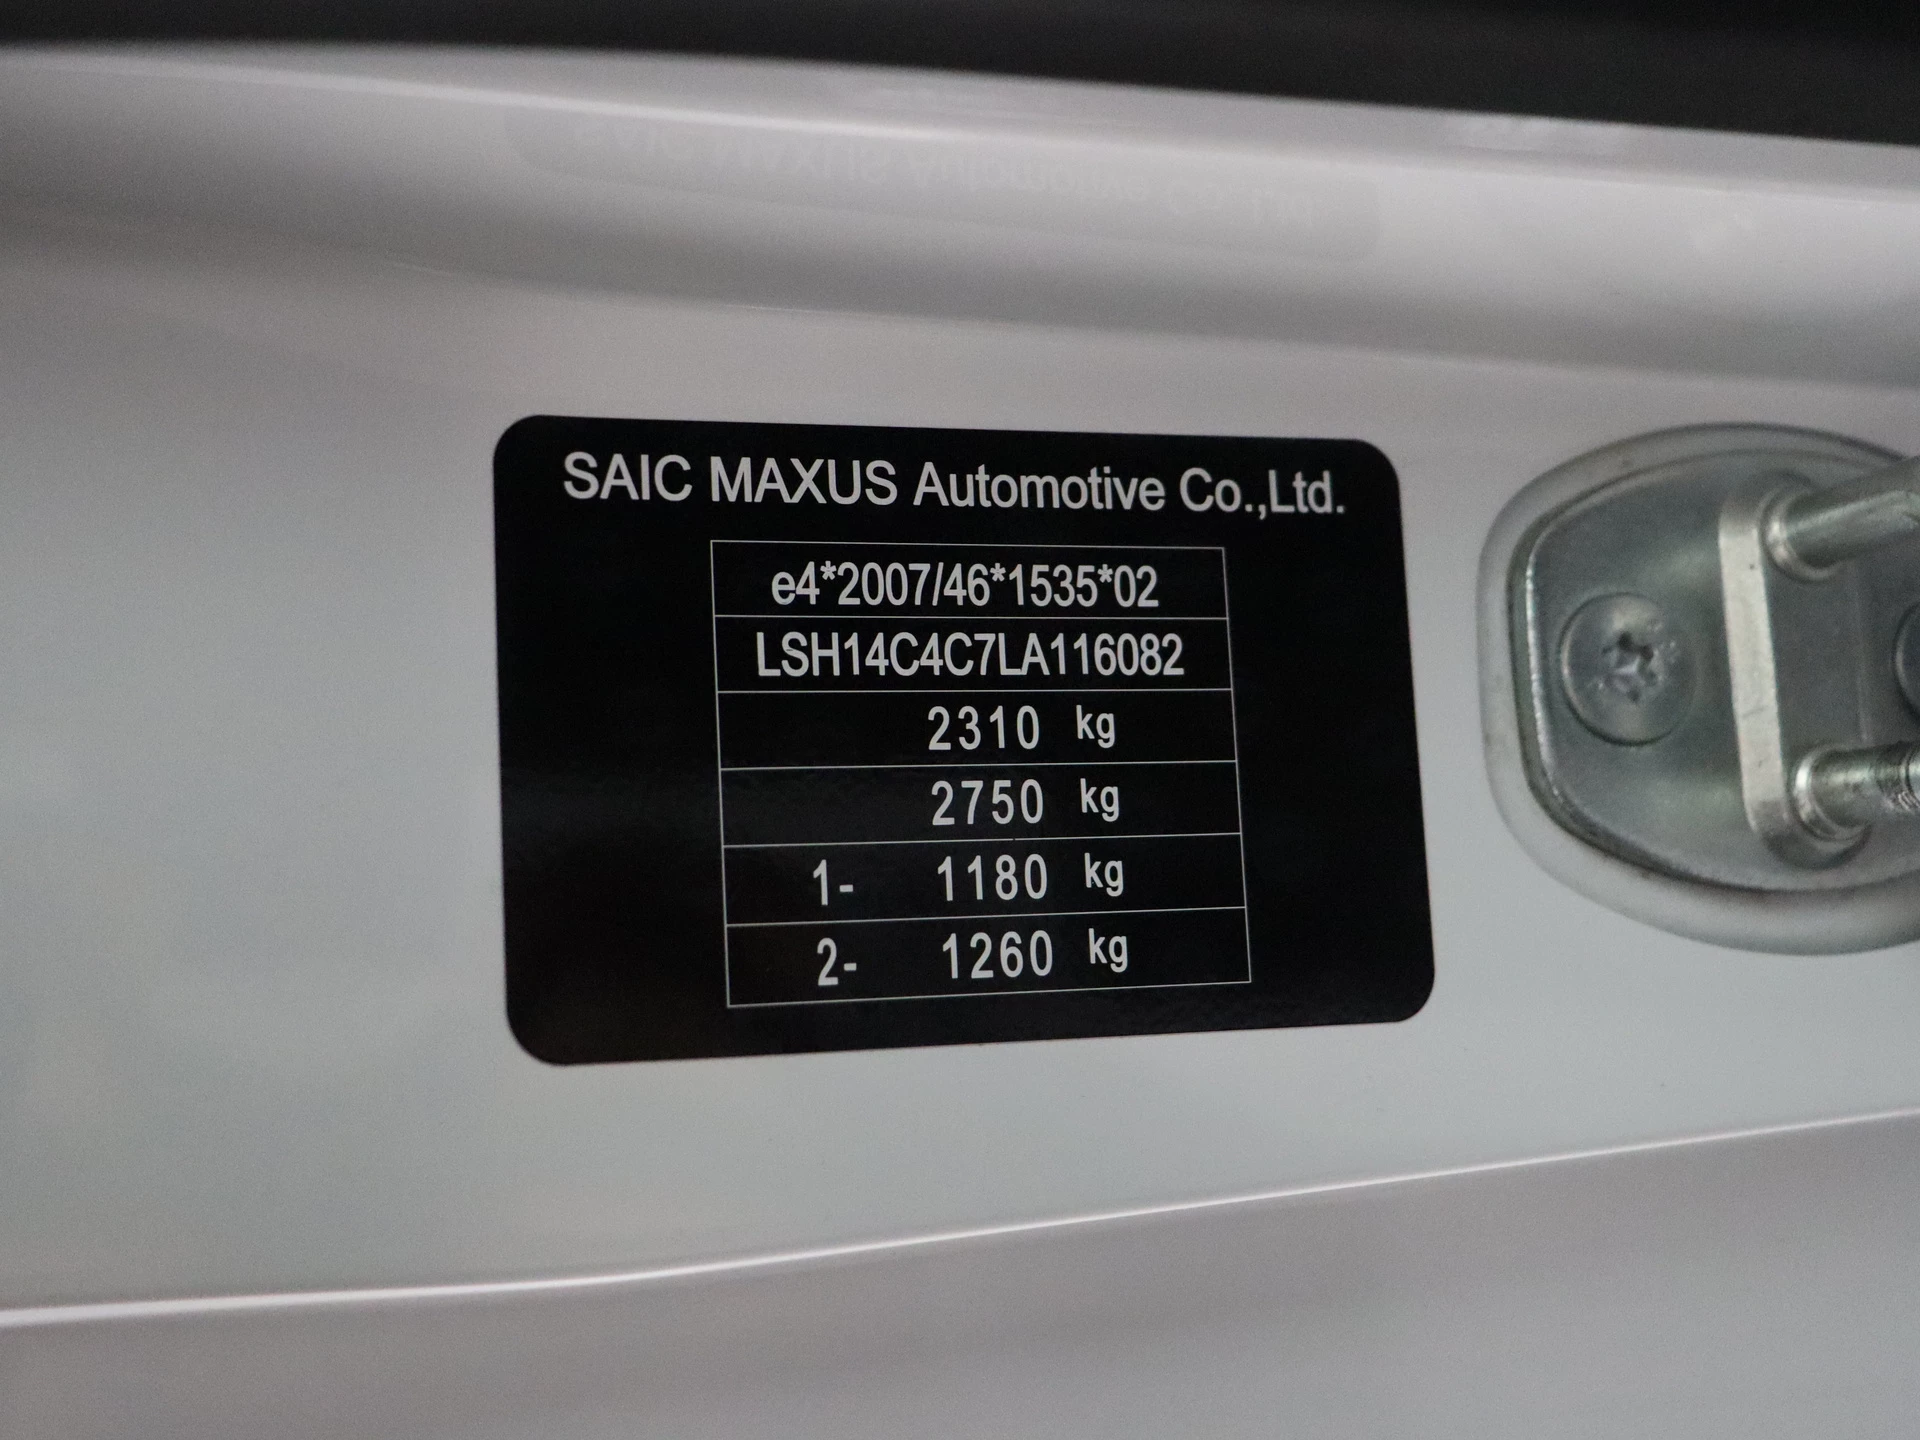 SAIC MAXUS Automotive Co.,Ltd.
e4*2007/46*1535*02
LSH14C4C7LA116082
2310 kg
2750 kg
1- 1180 kg
2- 1260 kg